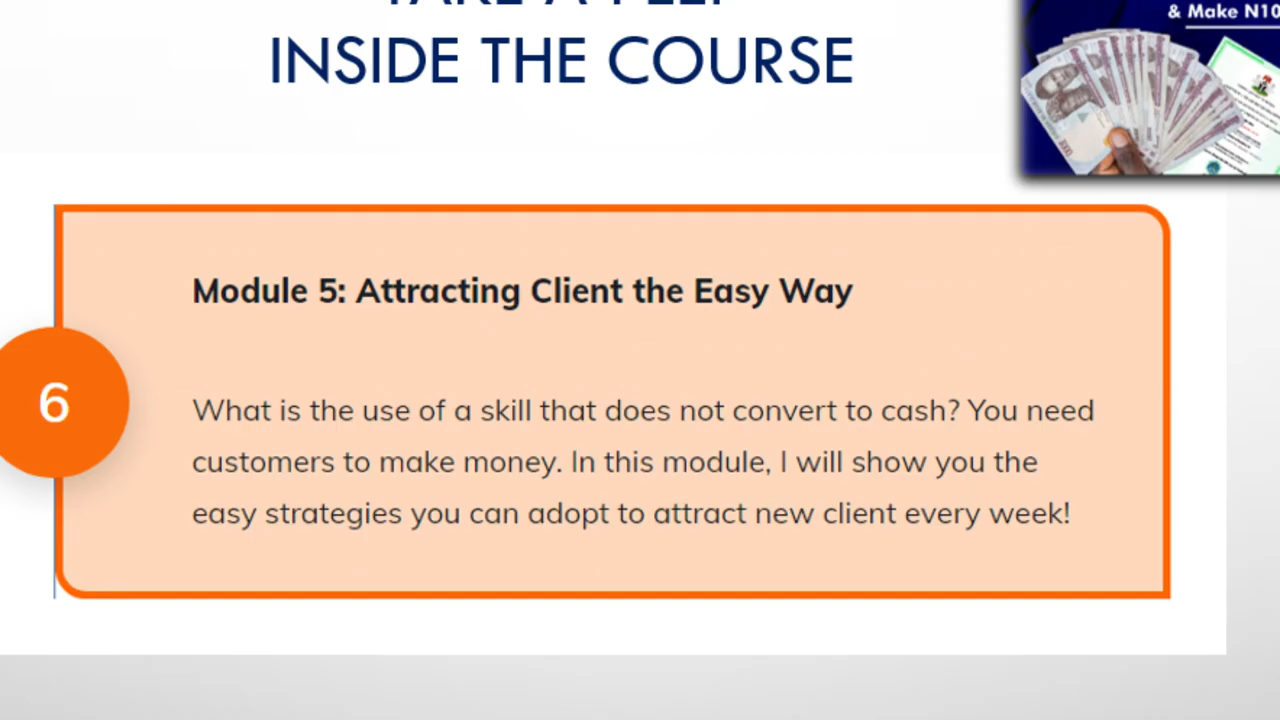 TAKE A PEEP
INSIDE THE COURSE
& Make N10
Module 5: Attracting Client the Easy Way
6
What is the use of a skill that does not convert to cash? You need
customers to make money. In this module, I will show you the
easy strategies you can adopt to attract new client every week!